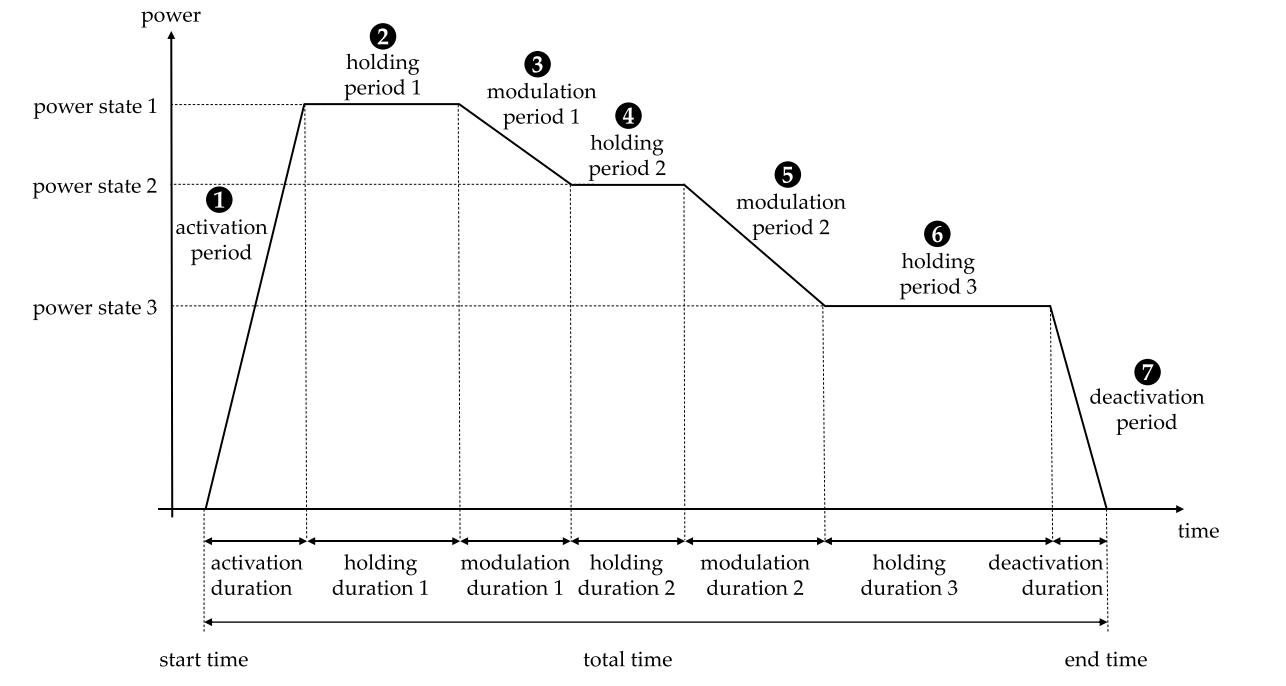 power
❷
holding
period 1
❸
modulation
period 1
❹
holding
period 2
power state 1
power state 2
❶
activation
period
❺
modulation
period 2
❻
holding
period 3
power state 3
❼
deactivation
period
time
activation
duration
holding
duration 1
modulation
duration 1
holding
duration 2
modulation
duration 2
holding
duration 3
deactivation
duration
start time
total time
end time